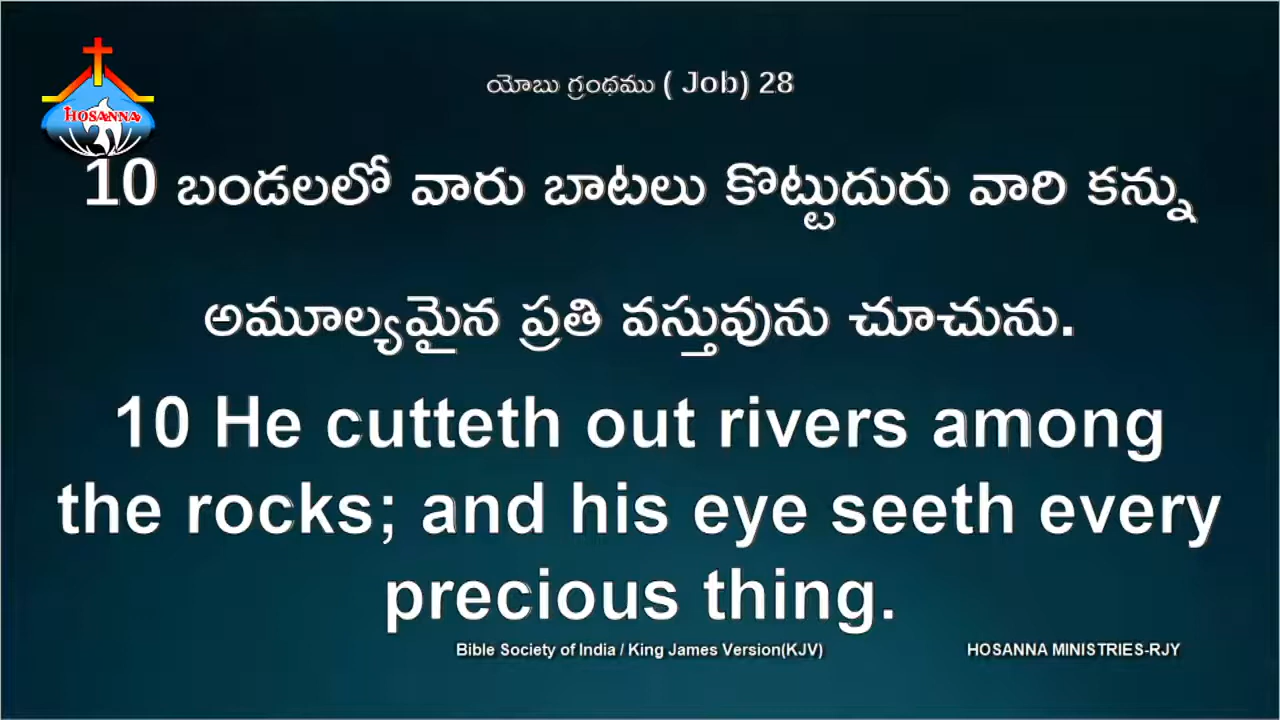 HOSANNA
యోబు గ్రంథము ( Job) 28
10 బండలలో వారు బాటలు కొట్టుదురు వారి కన్ను
అమూల్యమైన ప్రతి వస్తువును చూచును.
10 He cutteth out rivers among
the rocks; and his eye seeth every
precious thing.
Bible Society of India / King James Version(KJV)
HOSANNA MINISTRIES-RJY